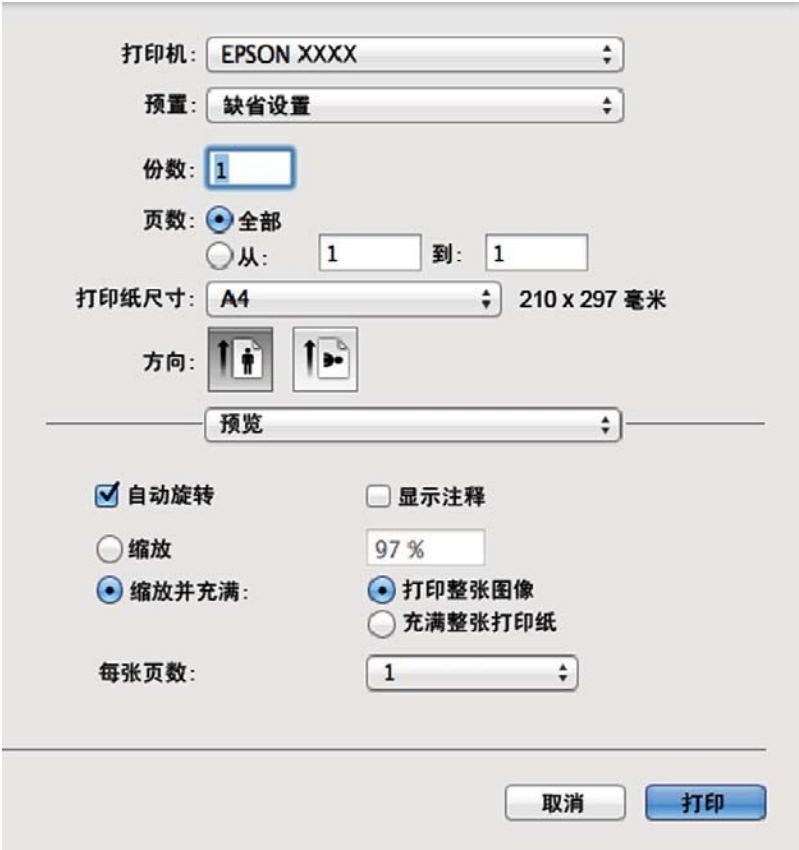 打印机: EPSON XXXX
预置: 缺省设置
份数: 1
页数: 全部
从: 1 到: 1
打印纸尺寸: A4 210 x 297 毫米
方向:
预览
自动旋转 显示注释
缩放 97 %
缩放并充满: 打印整张图像
充满整张打印纸
每张页数: 1
取消 打印